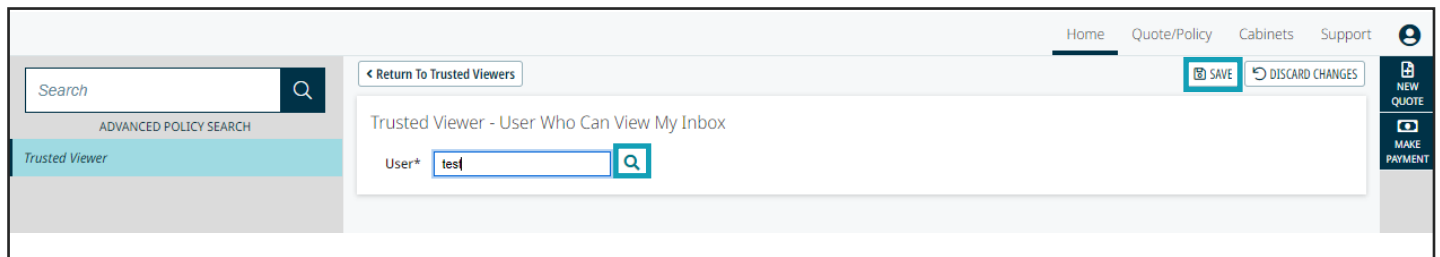 Home Quote/Policy Cabinets Support
Search
ADVANCED POLICY SEARCH
Trusted Viewer
Return To Trusted Viewers
SAVE DISCARD CHANGES
Trusted Viewer - User Who Can View My Inbox
User* test
NEW
QUOTE
MAKE
PAYMENT